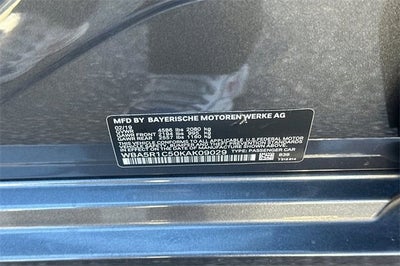 MFD BY BAYERISCHE MOTOREN WERKE AG
02/19
GVWR 4586 lbs 2080 kg
GAWR FRONT 2194 lbs 995 kg
GAWR REAR 2557 lbs 1160 kg
THIS VEHICLE CONFORMS TO ALL APPLICABLE U.S. FEDERAL MOTOR
VEHICLE SAFETY, BUMPER AND THEFT PREVENTION STANDARDS
IN EFFECT ON THE DATE OF MANUFACTURE SHOWN ABOVE.
WBA5R1C50KAK09029 TYPE: PASSENGER CAR